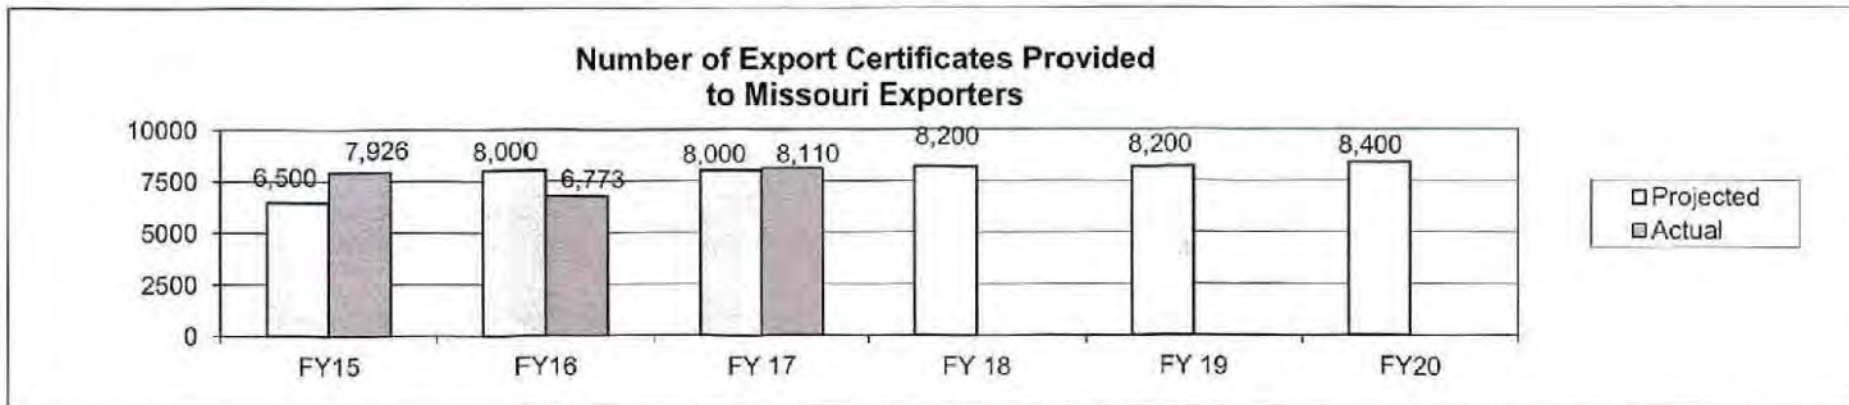 Number of Export Certificates Provided
to Missouri Exporters
10000
7500
5000
2500
0
6,500
7,926
8,000
6,773
8,000
8,110
8,200
8,200
8,400
FY15
FY16
FY 17
FY 18
FY 19
FY20
Projected
Actual